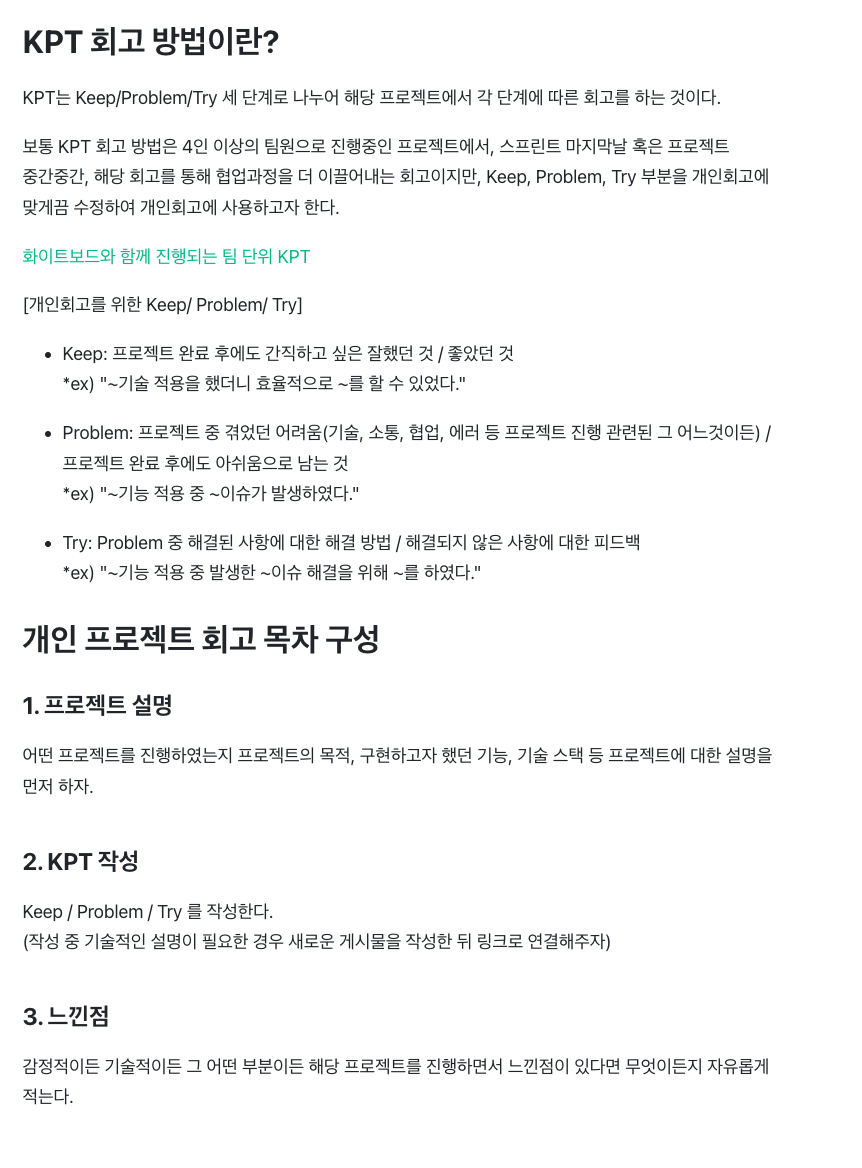 KPT 회고 방법이란?
KPT는 Keep/Problem/Try 세 단계로 나누어 해당 프로젝트에서 각 단계에 따른 회고를 하는 것이다.
보통 KPT 회고 방법은 4인 이상의 팀원으로 진행중인 프로젝트에서, 스프린트 마지막날 혹은 프로젝트
중간중간, 해당 회고를 통해 협업과정을 더 이끌어내는 회고이지만, Keep, Problem, Try 부분을 개인회고에
맞게끔 수정하여 개인회고에 사용하고자 한다.
화이트보드와 함께 진행되는 팀 단위 KPT
[개인회고를 위한 Keep/ Problem/ Try]
• Keep: 프로젝트 완료 후에도 간직하고 싶은 잘했던 것 / 좋았던 것
*ex) "~기술 적용을 했더니 효율적으로 ~를 할 수 있었다."
• Problem: 프로젝트 중 겪었던 어려움(기술, 소통, 협업, 에러 등 프로젝트 진행 관련된 그 어느것이든) /
프로젝트 완료 후에도 아쉬움으로 남는 것
*ex) "~기능 적용 중 ~이슈가 발생하였다."
• Try: Problem 중 해결된 사항에 대한 해결 방법 / 해결되지 않은 사항에 대한 피드백
*ex) "~기능 적용 중 발생한 ~이슈 해결을 위해 ~를 하였다."
개인 프로젝트 회고 목차 구성
1. 프로젝트 설명
어떤 프로젝트를 진행하였는지 프로젝트의 목적, 구현하고자 했던 기능, 기술 스택 등 프로젝트에 대한 설명을
먼저 하자.
2. KPT 작성
Keep / Problem / Try 를 작성한다.
(작성 중 기술적인 설명이 필요한 경우 새로운 게시물을 작성한 뒤 링크로 연결해주자)
3. 느낀점
감정적이든 기술적이든 그 어떤 부분이든 해당 프로젝트를 진행하면서 느낀점이 있다면 무엇이든지 자유롭게
적는다.